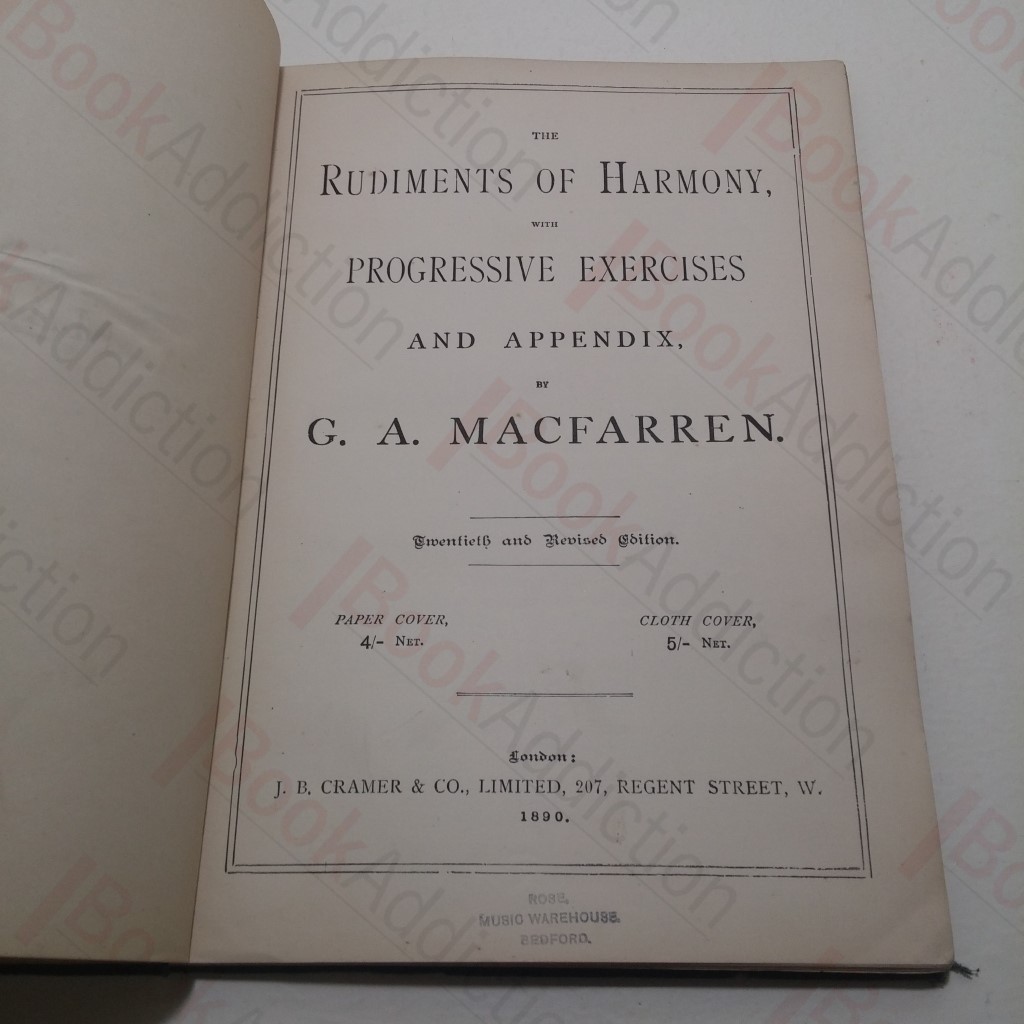 THE
RUDIMENTS OF HARMONY,
WITH
PROGRESSIVE EXERCISES
AND APPENDIX,
BY
G. A. MACFARREN.
Twentieth and Revised Edition.
PAPER COVER, CLOTH COVER,
4/- NET. 5/- NET.
London:
J. B. CRAMER & CO., LIMITED, 207, REGENT STREET, W.
1890.
ROSE,
MUSIC WAREHOUSE.
BEDFORD.
BookAddiction